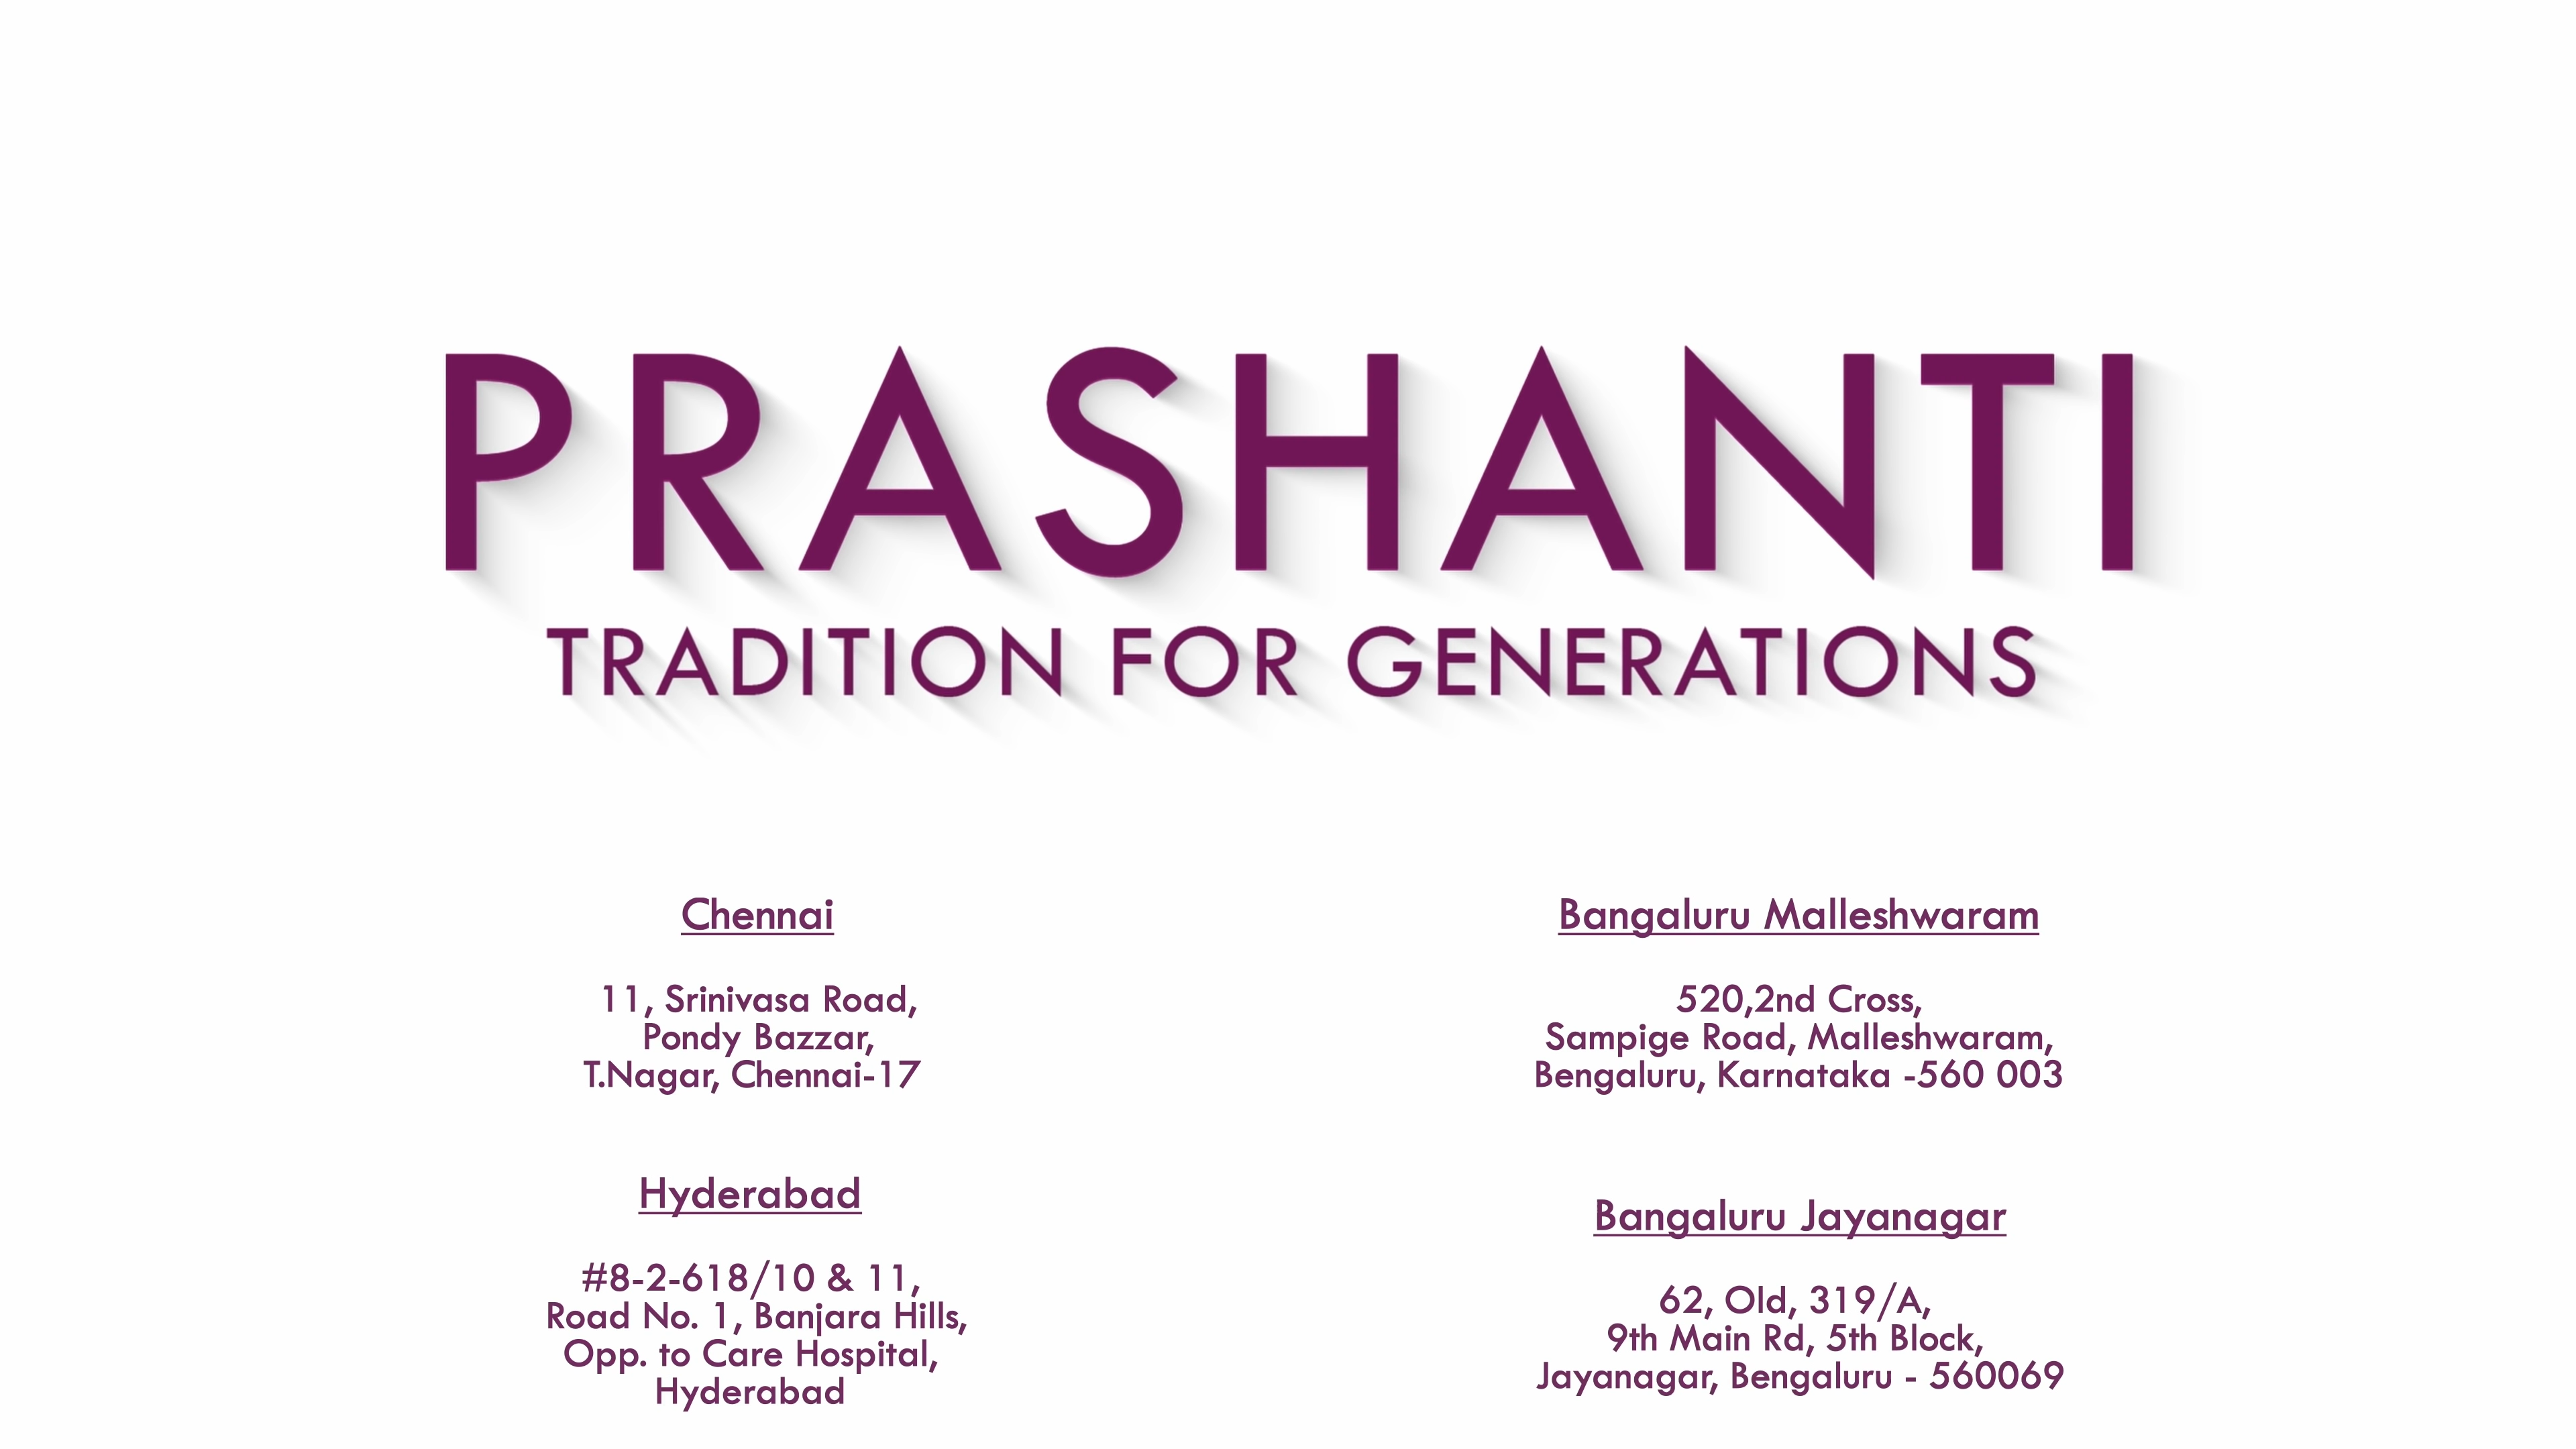 PRASHANTI
TRADITION FOR GENERATIONS
Chennai
11, Srinivasa Road,
Pondy Bazzar,
T.Nagar, Chennai-17
Hyderabad
#8-2-618/10 & 11,
Road No. 1, Banjara Hills,
Opp. to Care Hospital,
Hyderabad
Bangaluru Malleshwaram
520,2nd Cross,
Sampige Road, Malleshwaram,
Bengaluru, Karnataka -560 003
Bangaluru Jayanagar
62, Old, 319/A,
9th Main Rd, 5th Block,
Jayanagar, Bengaluru - 560069